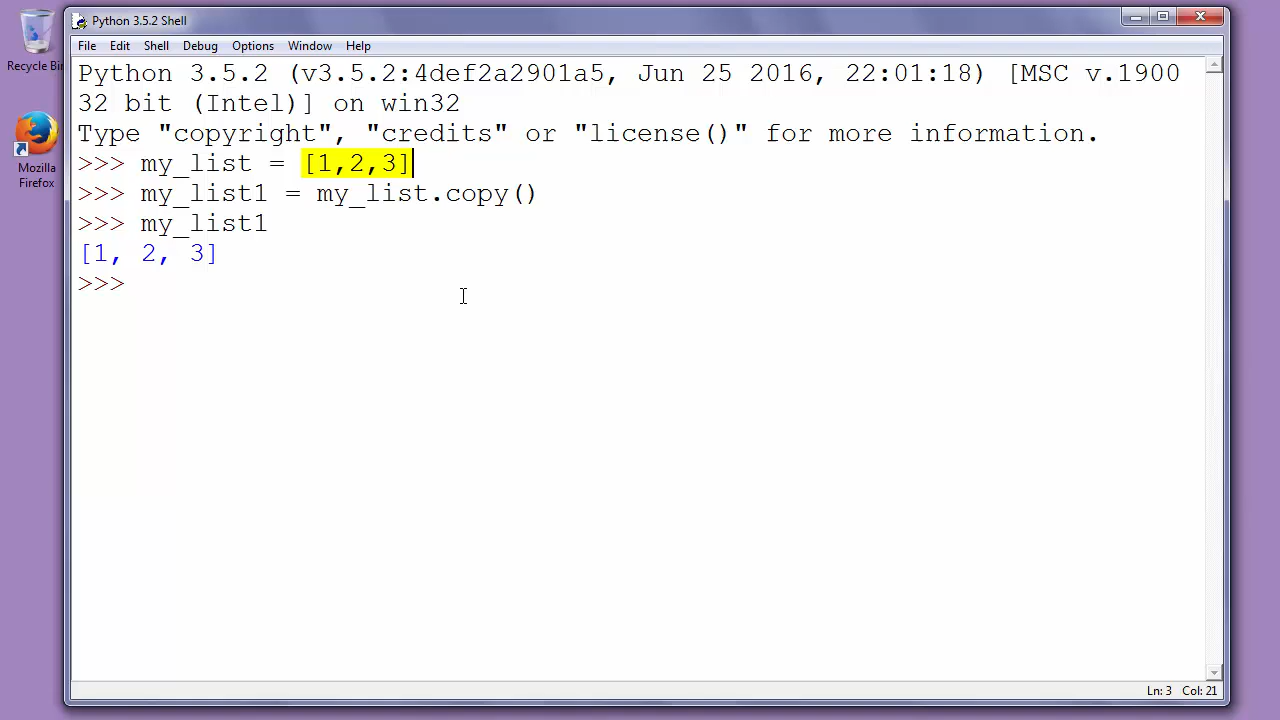 Recycle Bin
Mozilla
Firefox
Python 3.5.2 Shell
File Edit Shell Debug Options Window Help
Python 3.5.2 (v3.5.2:4def2a2901a5, Jun 25 2016, 22:01:18) [MSC v.1900
32 bit (Intel)] on win32
Type "copyright", "credits" or "license()" for more information.
>>> my_list = [1,2,3]
>>> my_list1 = my_list.copy()
>>> my_list1
[1, 2, 3]
>>>
Ln: 3 Col: 21